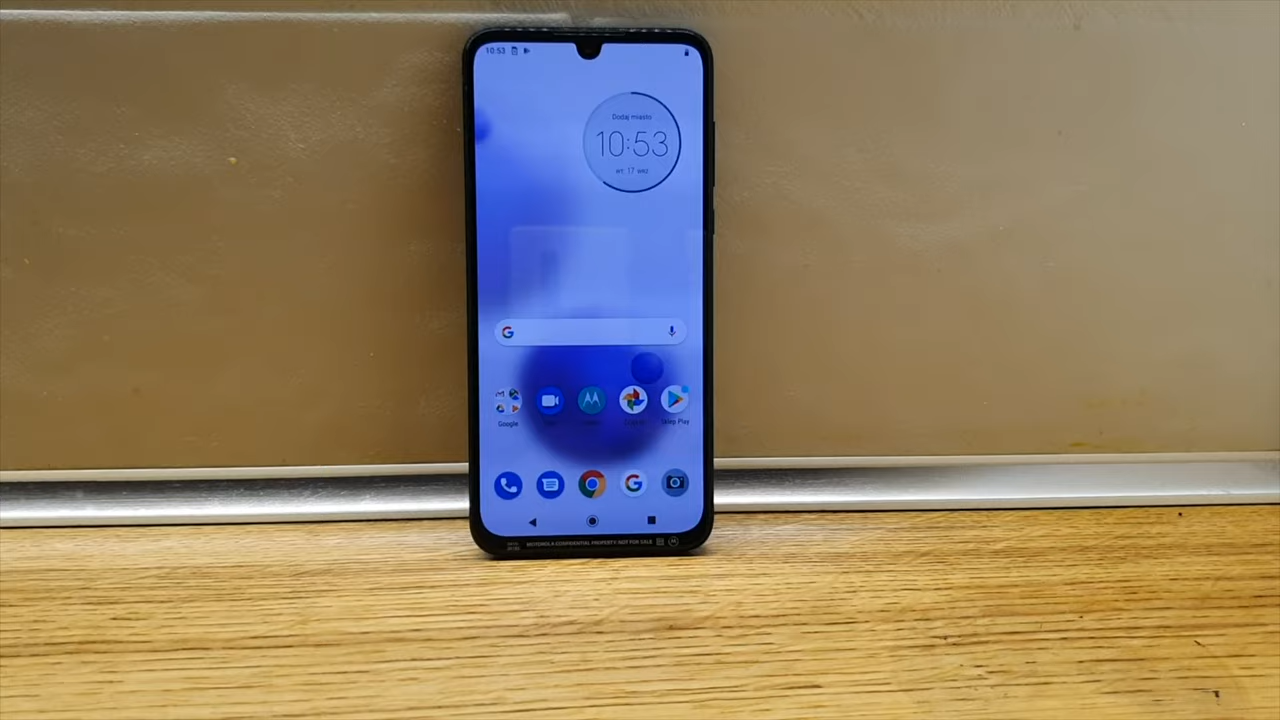 10:53
Dodaj miasto
10:53
wt. 17 wrz
Google
Sklep Play
MOTOROLA CONFIDENTIAL PROPERTY NOT FOR SALE